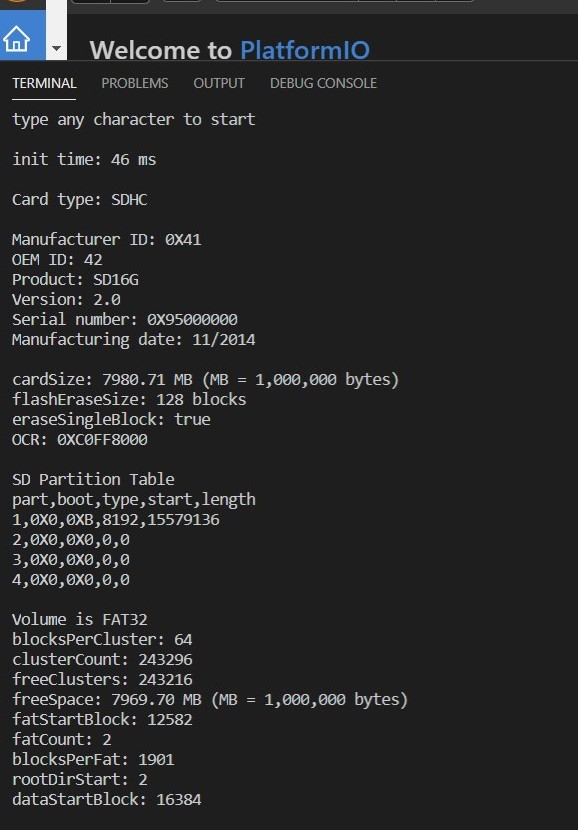 Welcome to PlatformIO
TERMINAL PROBLEMS OUTPUT DEBUG CONSOLE
type any character to start
init time: 46 ms
Card type: SDHC
Manufacturer ID: 0X41
OEM ID: 42
Product: SD16G
Version: 2.0
Serial number: 0X95000000
Manufacturing date: 11/2014
cardSize: 7980.71 MB (MB = 1,000,000 bytes)
flashEraseSize: 128 blocks
eraseSingleBlock: true
OCR: 0XC0FF8000
SD Partition Table
part,boot,type,start,length
1,0X0,0XB,8192,15579136
2,0X0,0X0,0,0
3,0X0,0X0,0,0
4,0X0,0X0,0,0
Volume is FAT32
blocksPerCluster: 64
clusterCount: 243296
freeClusters: 243216
freeSpace: 7969.70 MB (MB = 1,000,000 bytes)
fatStartBlock: 12582
fatCount: 2
blocksPerFat: 1901
rootDirStart: 2
dataStartBlock: 16384